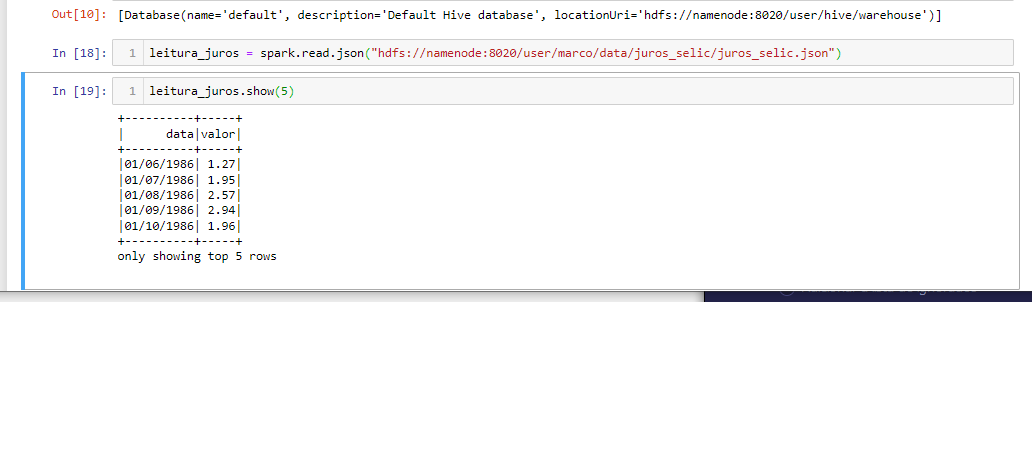 Out[10]: [Database(name='default', description='Default Hive database', locationUri='hdfs://namenode:8020/user/hive/warehouse')]
In [18]: 1 leitura_juros = spark.read.json("hdfs://namenode:8020/user/marco/data/juros_selic/juros_selic.json")
In [19]: 1 leitura_juros.show(5)
+----------+-----+
|      data|valor|
+----------+-----+
|01/06/1986| 1.27|
|01/07/1986| 1.95|
|01/08/1986| 2.57|
|01/09/1986| 2.94|
|01/10/1986| 1.96|
+----------+-----+
only showing top 5 rows